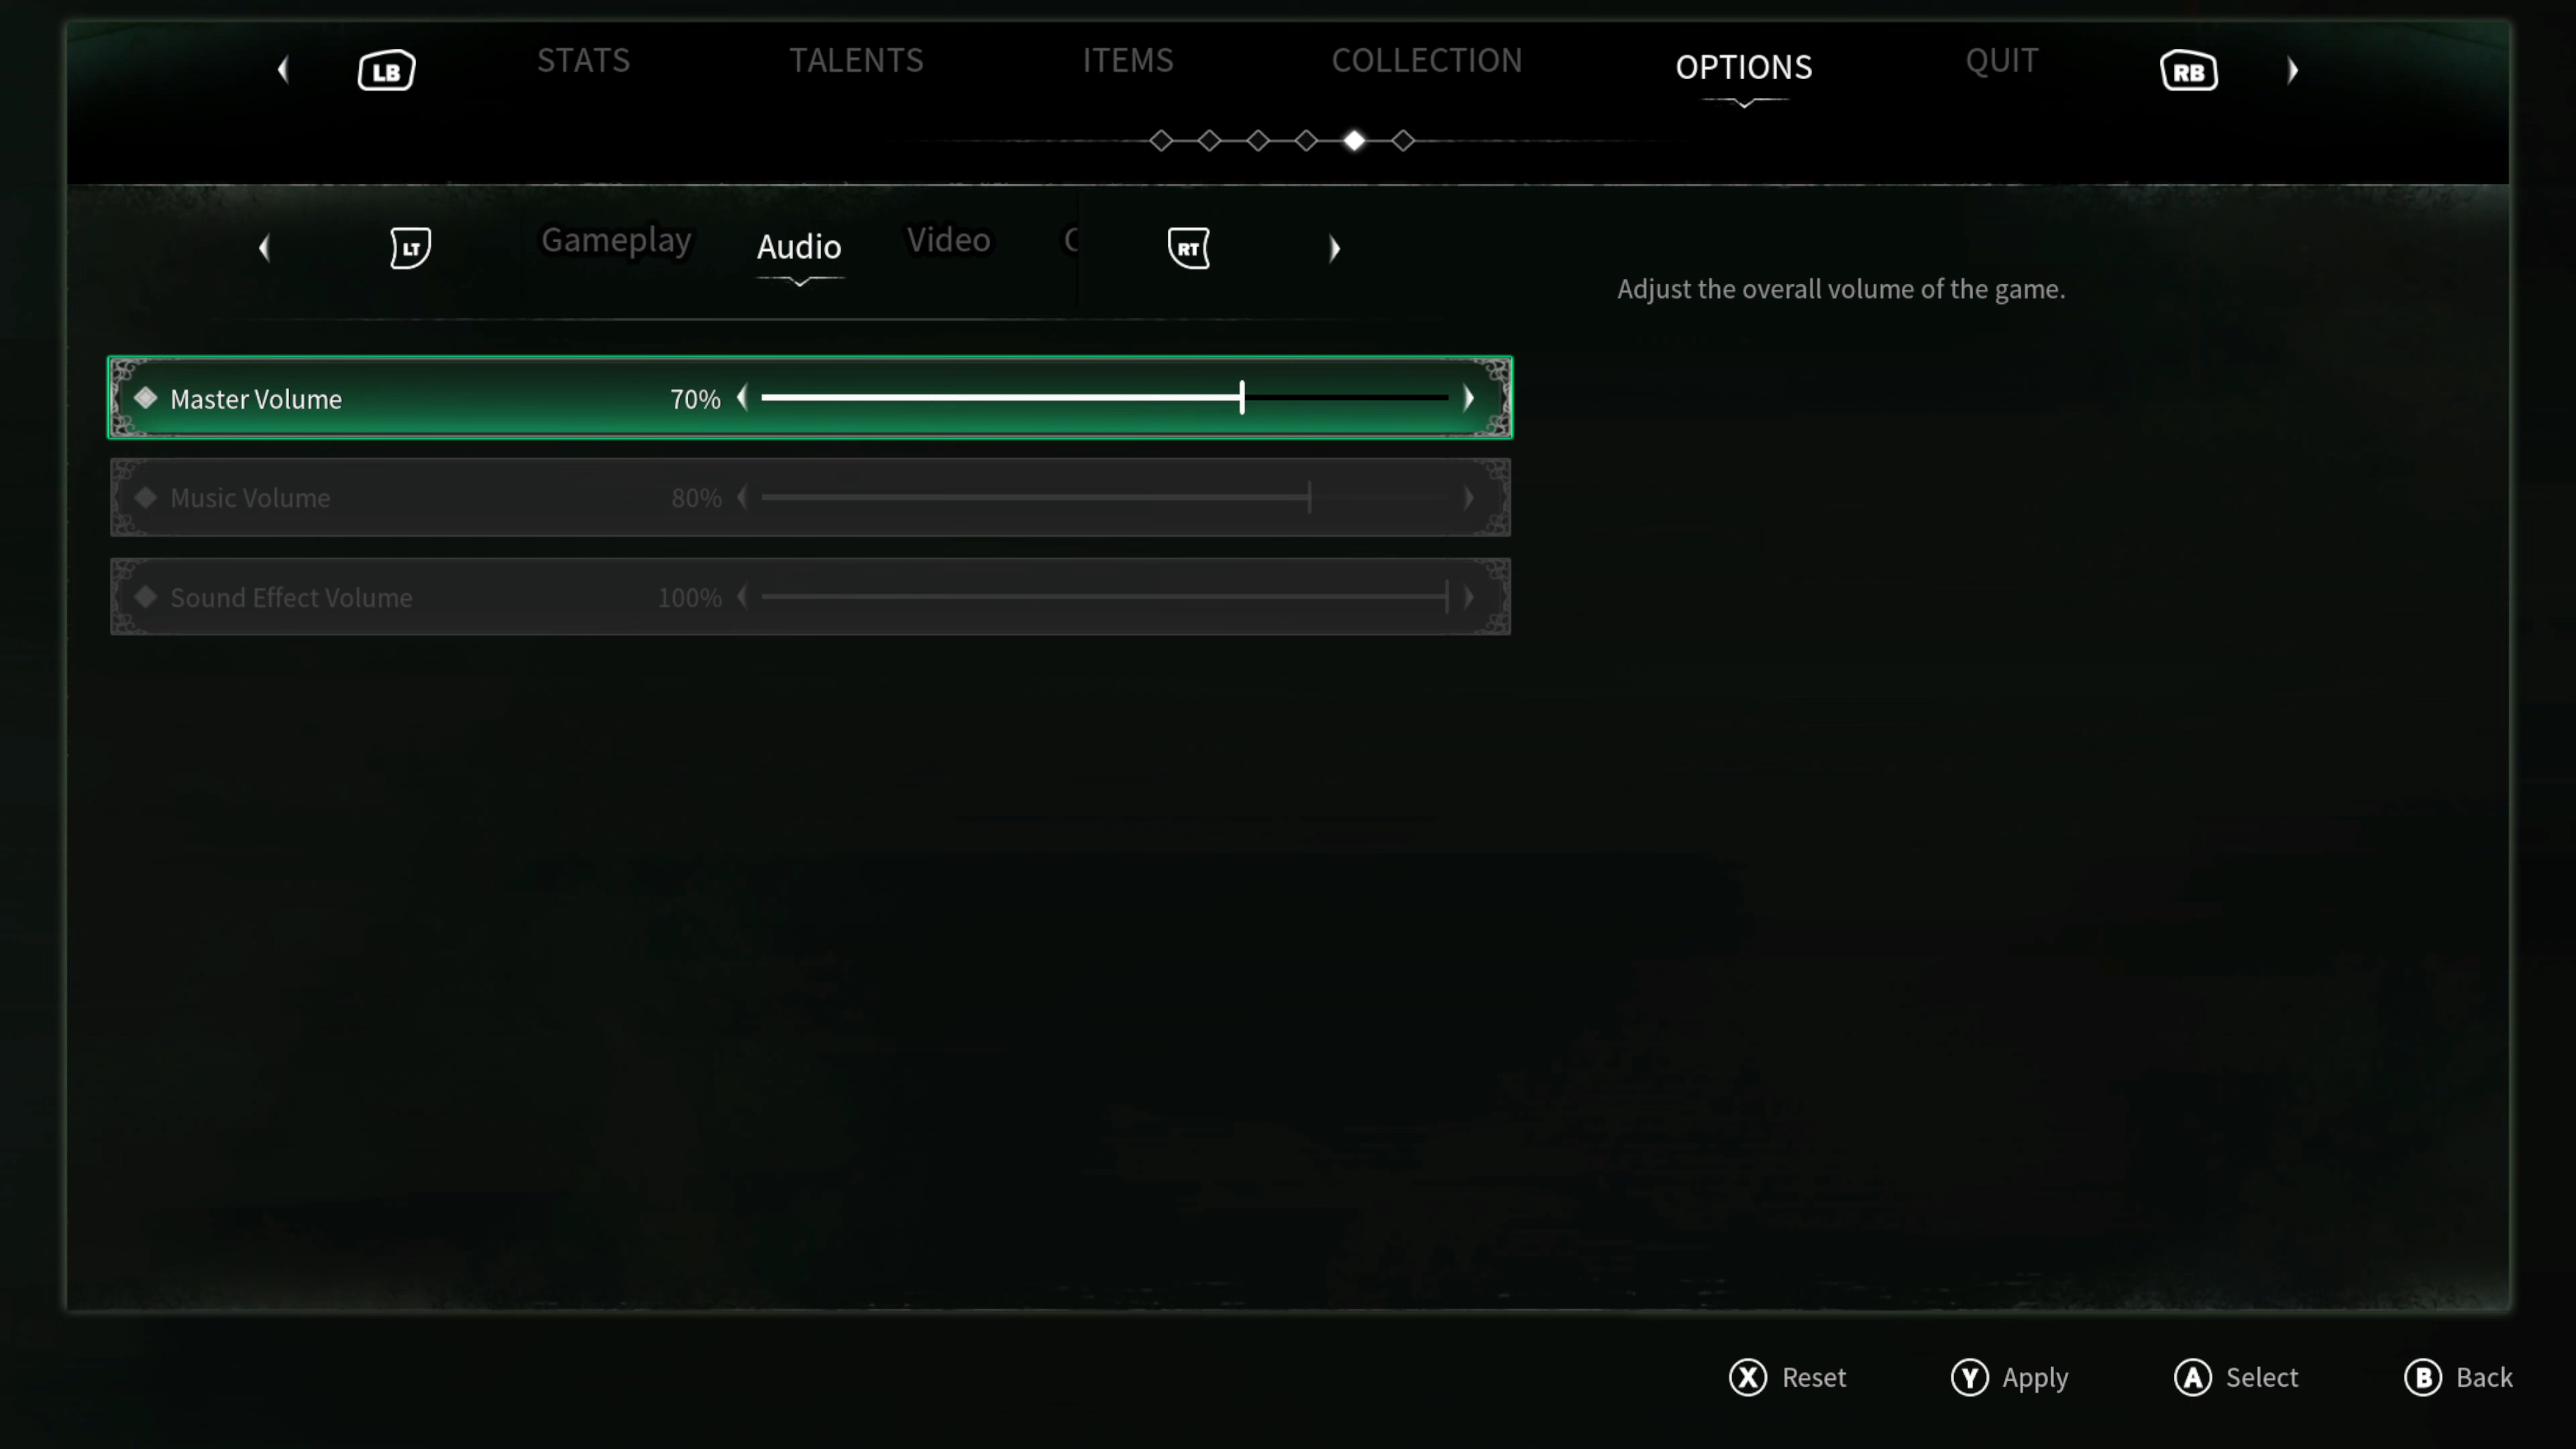 LB STATS TALENTS ITEMS COLLECTION OPTIONS QUIT RB
LT Gameplay Audio Video RT
Adjust the overall volume of the game.
Master Volume 70%
Music Volume 80%
Sound Effect Volume 100%
X Reset Y Apply A Select B Back